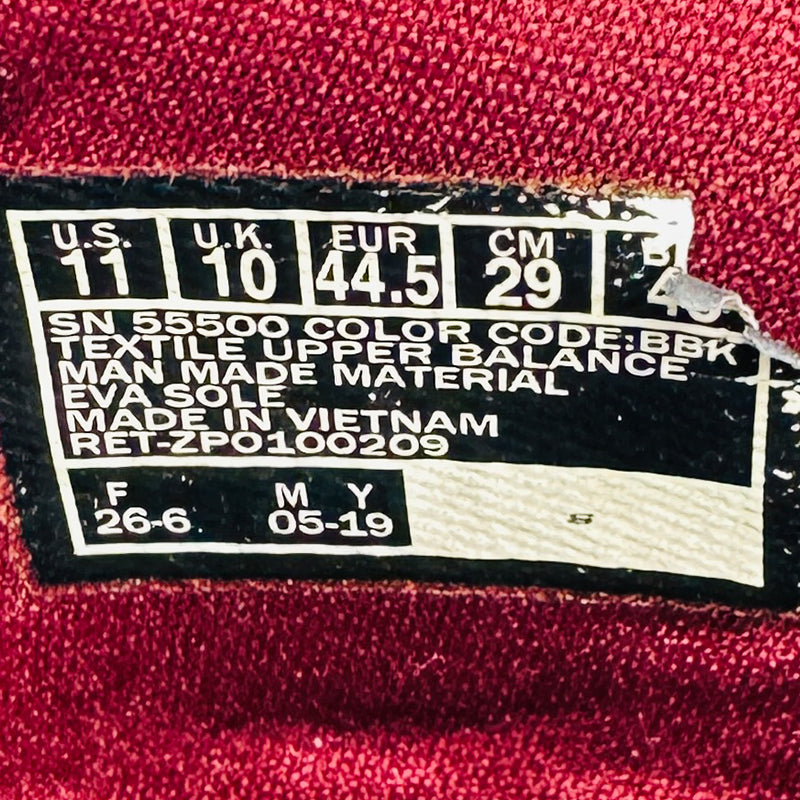 U.S. U.K. EUR CM
11 10 44.5 29
SN 55500 COLOR CODE:BBK
TEXTILE UPPER BALANCE
MAN MADE MATERIAL
EVA SOLE
MADE IN VIETNAM
RET-ZPO100209
F M Y
26-6 05-19